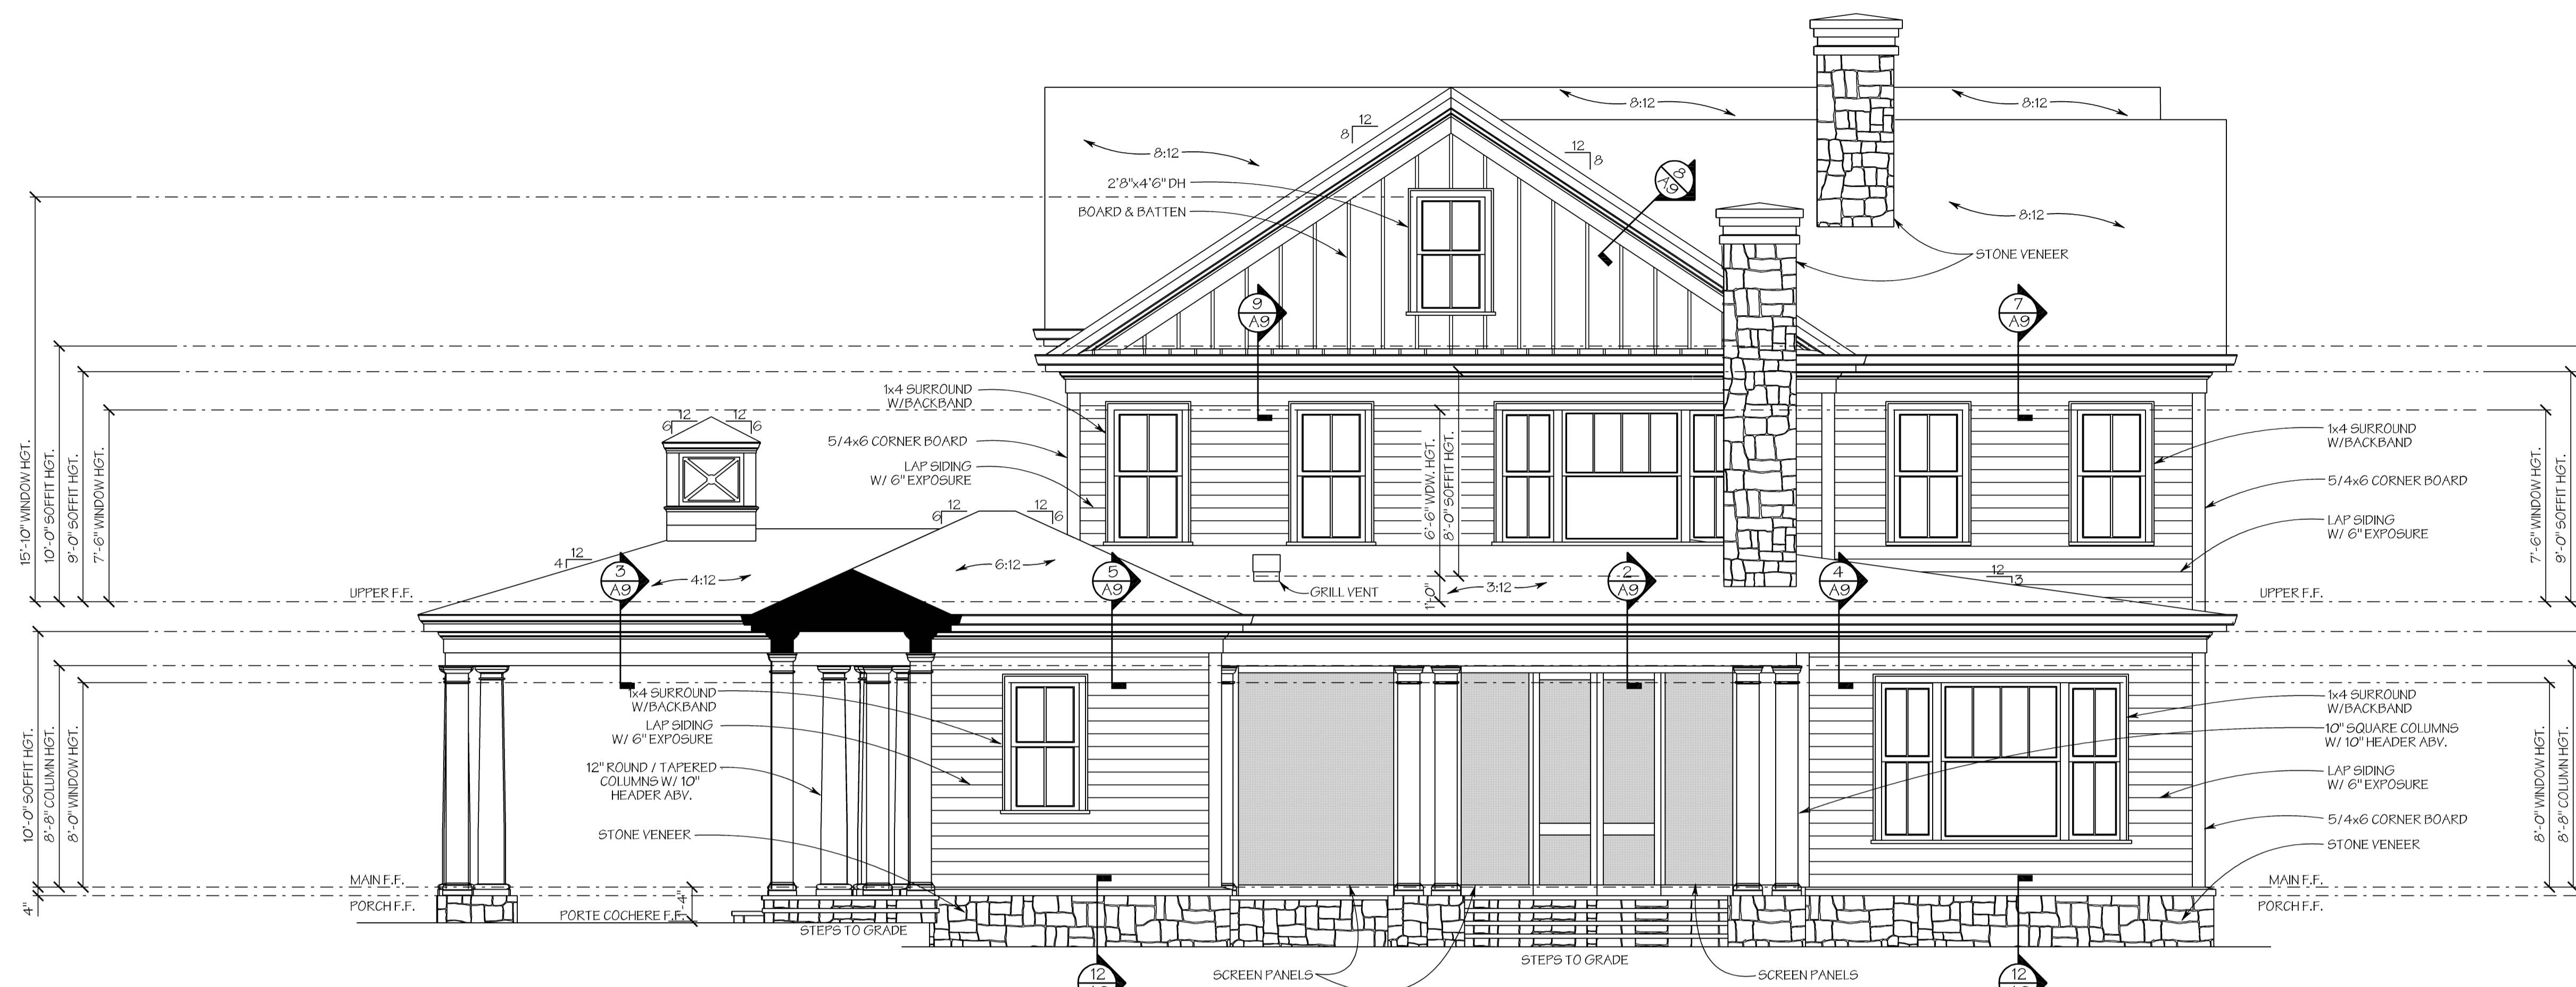 8:12
8:12
12
8
12
8
8:12
2'8"x4'6" DH
8
A9
BOARD & BATTEN
8:12
STONE VENEER
9
A9
7
A9
15'-10" WINDOW HGT.
10'-0" SOFFIT HGT.
9'-0" SOFFIT HGT.
7'-6" WINDOW HGT.
1x4 SURROUND
W/BACKBAND
5/4x6 CORNER BOARD
LAP SIDING
W/ 6" EXPOSURE
12
12
6
6
6'-6" WDW. HGT.
8'-0" SOFFIT HGT.
1'-0"
1x4 SURROUND
W/BACKBAND
5/4x6 CORNER BOARD
LAP SIDING
W/ 6" EXPOSURE
7'-6" WINDOW HGT.
9'-0" SOFFIT HGT.
12
12
6
6
12
4
3
A9
4:12
6:12
5
A9
GRILL VENT
3:12
2
A9
4
A9
12
3
UPPER F.F.
UPPER F.F.
10'-0" SOFFIT HGT.
8'-8" COLUMN HGT.
8'-0" WINDOW HGT.
1x4 SURROUND
W/BACKBAND
LAP SIDING
W/ 6" EXPOSURE
12" ROUND / TAPERED
COLUMNS W/ 10"
HEADER ABV.
STONE VENEER
1x4 SURROUND
W/BACKBAND
10" SQUARE COLUMNS
W/ 10" HEADER ABV.
LAP SIDING
W/ 6" EXPOSURE
5/4x6 CORNER BOARD
STONE VENEER
8'-0" WINDOW HGT.
8'-8" COLUMN HGT.
MAIN F.F.
PORCH F.F.
4"
PORTE COCHERE F.F.
1'-4"
STEPS TO GRADE
MAIN F.F.
PORCH F.F.
STEPS TO GRADE
SCREEN PANELS
SCREEN PANELS
12
12